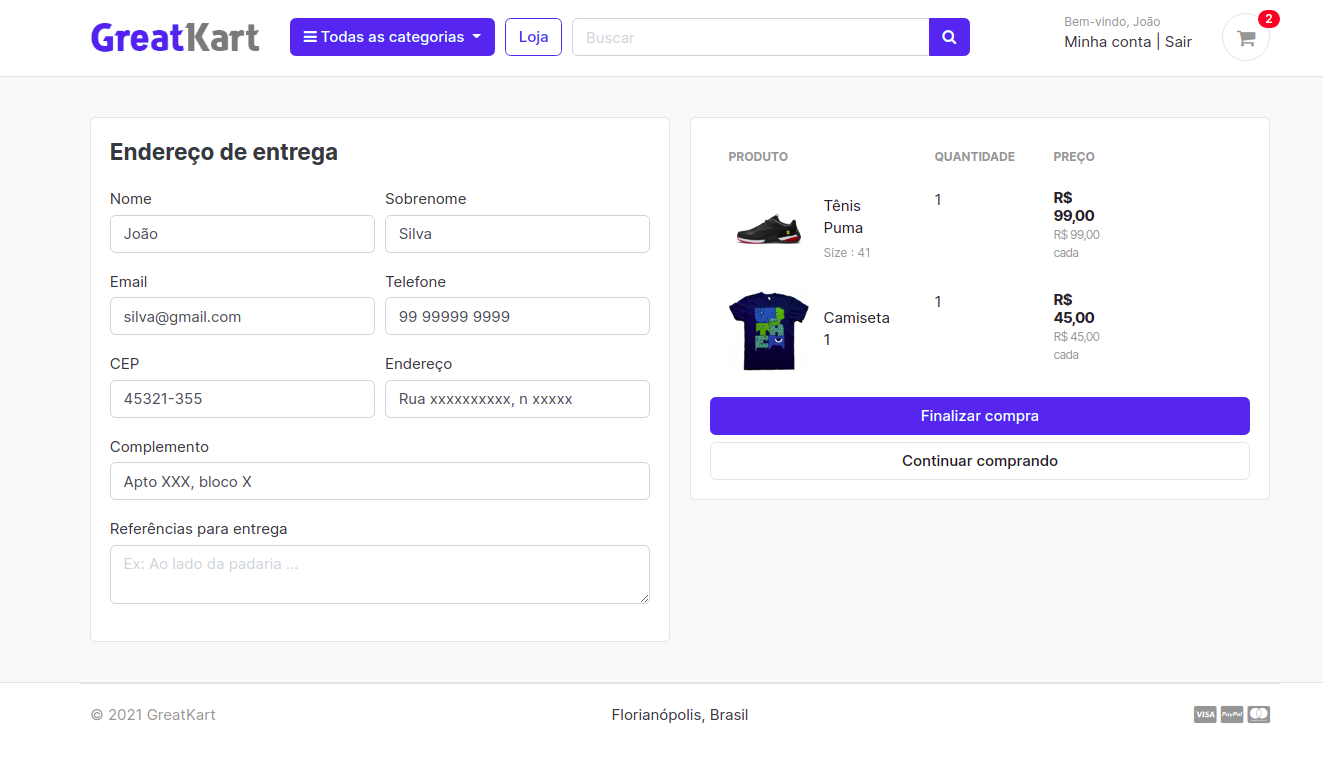 GreatKart
Todas as categorias
Loja
Buscar
Bem-vindo, João
Minha conta | Sair
2
Endereço de entrega
Nome
João
Sobrenome
Silva
Email
silva@gmail.com
Telefone
99 99999 9999
CEP
45321-355
Endereço
Rua xxxxxxxxxx, n xxxxx
Complemento
Apto XXX, bloco X
Referências para entrega
Ex: Ao lado da padaria ...
PRODUTO QUANTIDADE PREÇO
Tênis
Puma
Size : 41
1
R$
99,00
R$ 99,00
cada
Camiseta
1
1
R$
45,00
R$ 45,00
cada
Finalizar compra
Continuar comprando
© 2021 GreatKart
Florianópolis, Brasil
VISA PayPal